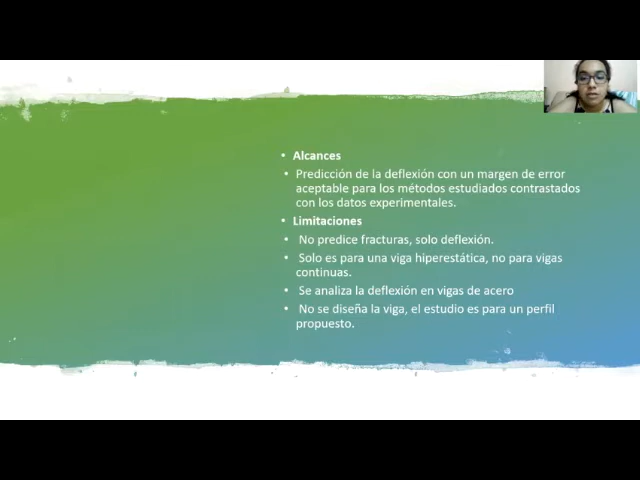 • Alcances
• Predicción de la deflexión con un margen de error
aceptable para los métodos estudiados contrastados
con los datos experimentales.
• Limitaciones
• No predice fracturas, solo deflexión.
• Solo es para una viga hiperestática, no para vigas
continuas.
• Se analiza la deflexión en vigas de acero
• No se diseña la viga, el estudio es para un perfil
propuesto.